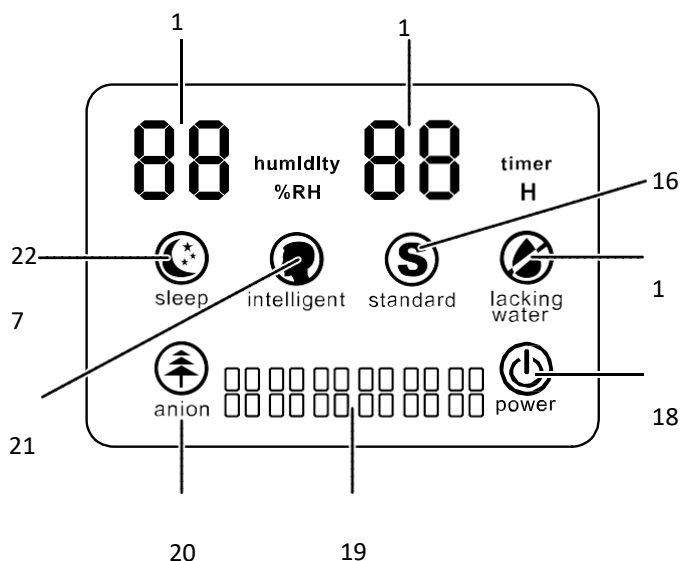 1 1
88 humidity %RH 88 timer H
16
22
sleep intelligent standard lacking water
1
7
anion power
18
21
20 19